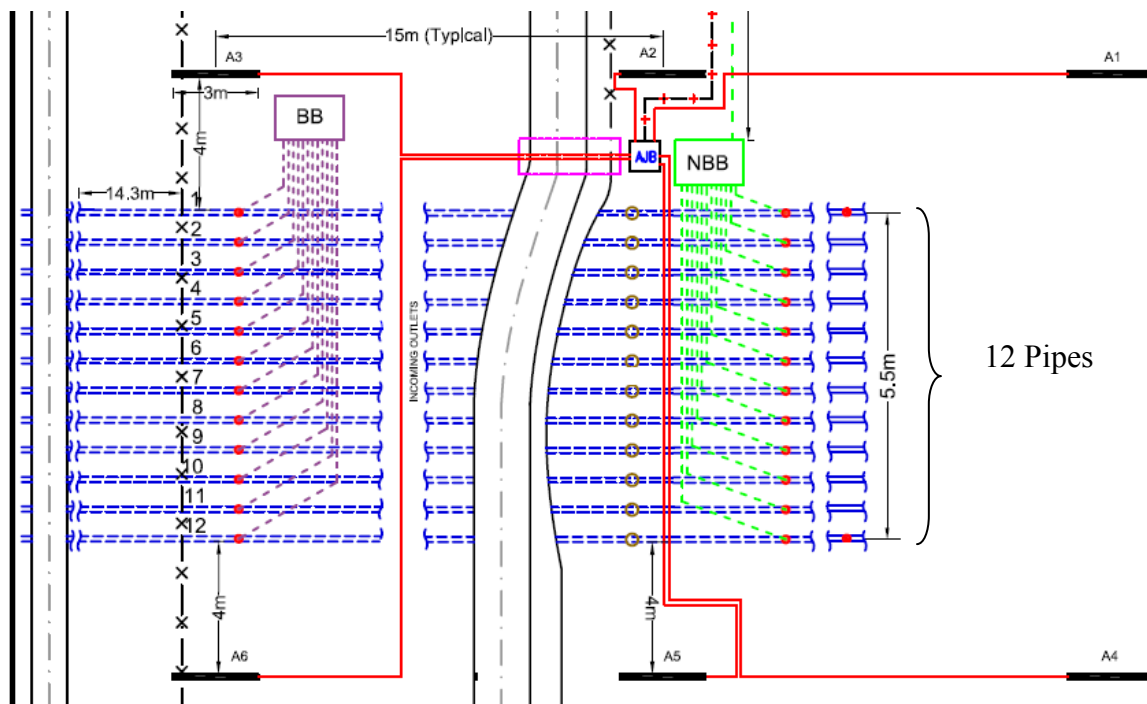 15m (Typical)
A3
A2
A1
3m
BB
4m
AJB
NBB
14.3m
1
2
3
4
5
6
7
8
9
10
11
12
INCOMING OUTLETS
5.5m
12 Pipes
4m
4m
A6
A5
A4